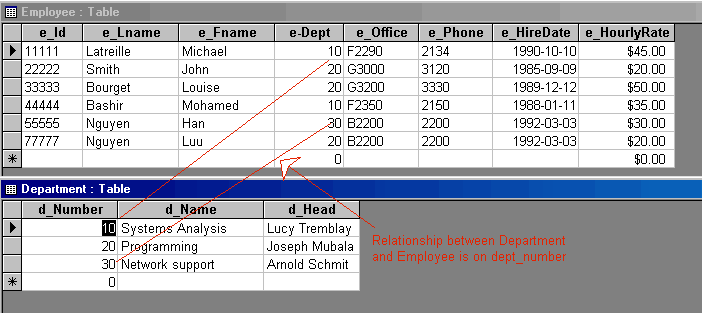 Employee : Table
e_Id e_Lname e_Fname e-Dept e_Office e_Phone e_HireDate e_HourlyRate
11111 Latreille Michael 10 F2290 2134 1990-10-10 $45.00
22222 Smith John 20 G3000 3120 1985-09-09 $20.00
33333 Bourget Louise 20 G3200 3330 1989-12-12 $50.00
44444 Bashir Mohamed 10 F2350 2150 1988-01-11 $35.00
55555 Nguyen Han 30 B2200 2200 1992-03-03 $30.00
77777 Nguyen Luu 20 B2200 2200 1992-03-03 $20.00
0 $0.00
Department : Table
d_Number d_Name d_Head
10 Systems Analysis Lucy Tremblay
20 Programming Joseph Mubala
30 Network support Arnold Schmit
0
Relationship between Department
and Employee is on dept_number